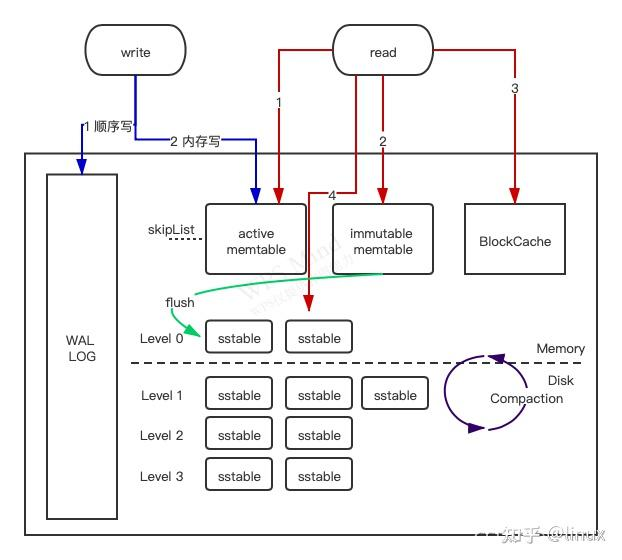 write
read
1
3
1 顺序写
2 内存写
2
4
skipList
active
memtable
immutable
memtable
BlockCache
flush
WAL
LOG
Level 0
sstable
sstable
Memory
Disk
Level 1
sstable
sstable
sstable
Compaction
Level 2
sstable
sstable
Level 3
sstable
sstable
知乎 @linux